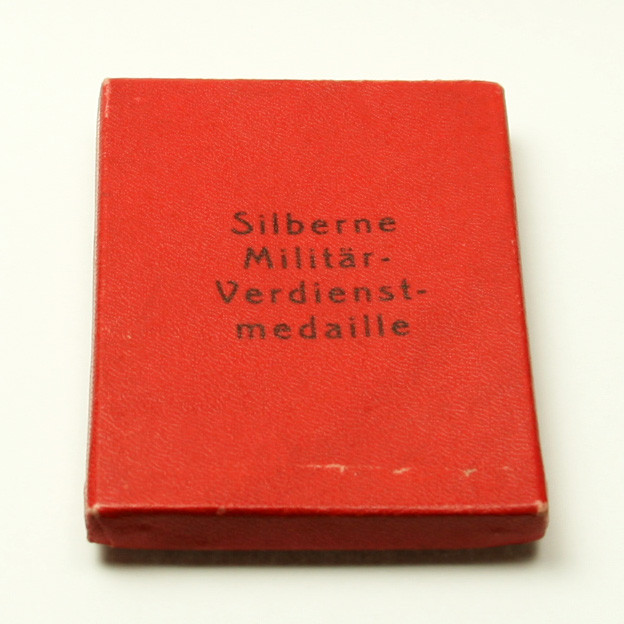 Silberne
Militär-
Verdienst-
medaille